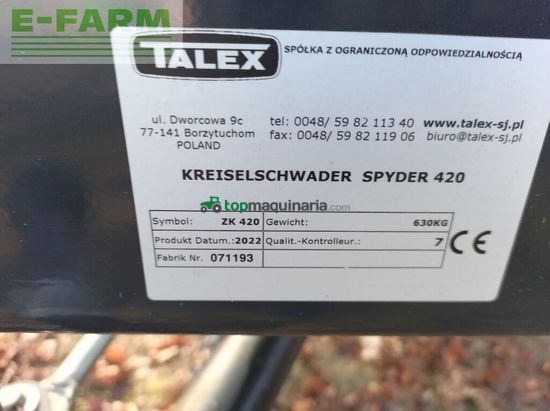 E-FARM
TALEX
SPÓŁKA Z OGRANICZONĄ ODPOWIEDZIALNOŚCIĄ
ul. Dworcowa 9c
77-141 Borzytuchom
POLAND
tel: 0048/ 59 82 113 40
fax: 0048/ 59 82 119 06
www.talex-sj.pl
biuro@talex-sj.pl
KREISELSCHWADER SPYDER 420
topmaquinaria.com
Symbol: ZK 420 Gewicht: 630KG
Produkt Datum.:2022 Qualit.-Kontrolleur.: 7
Fabrik Nr. 071193
CE